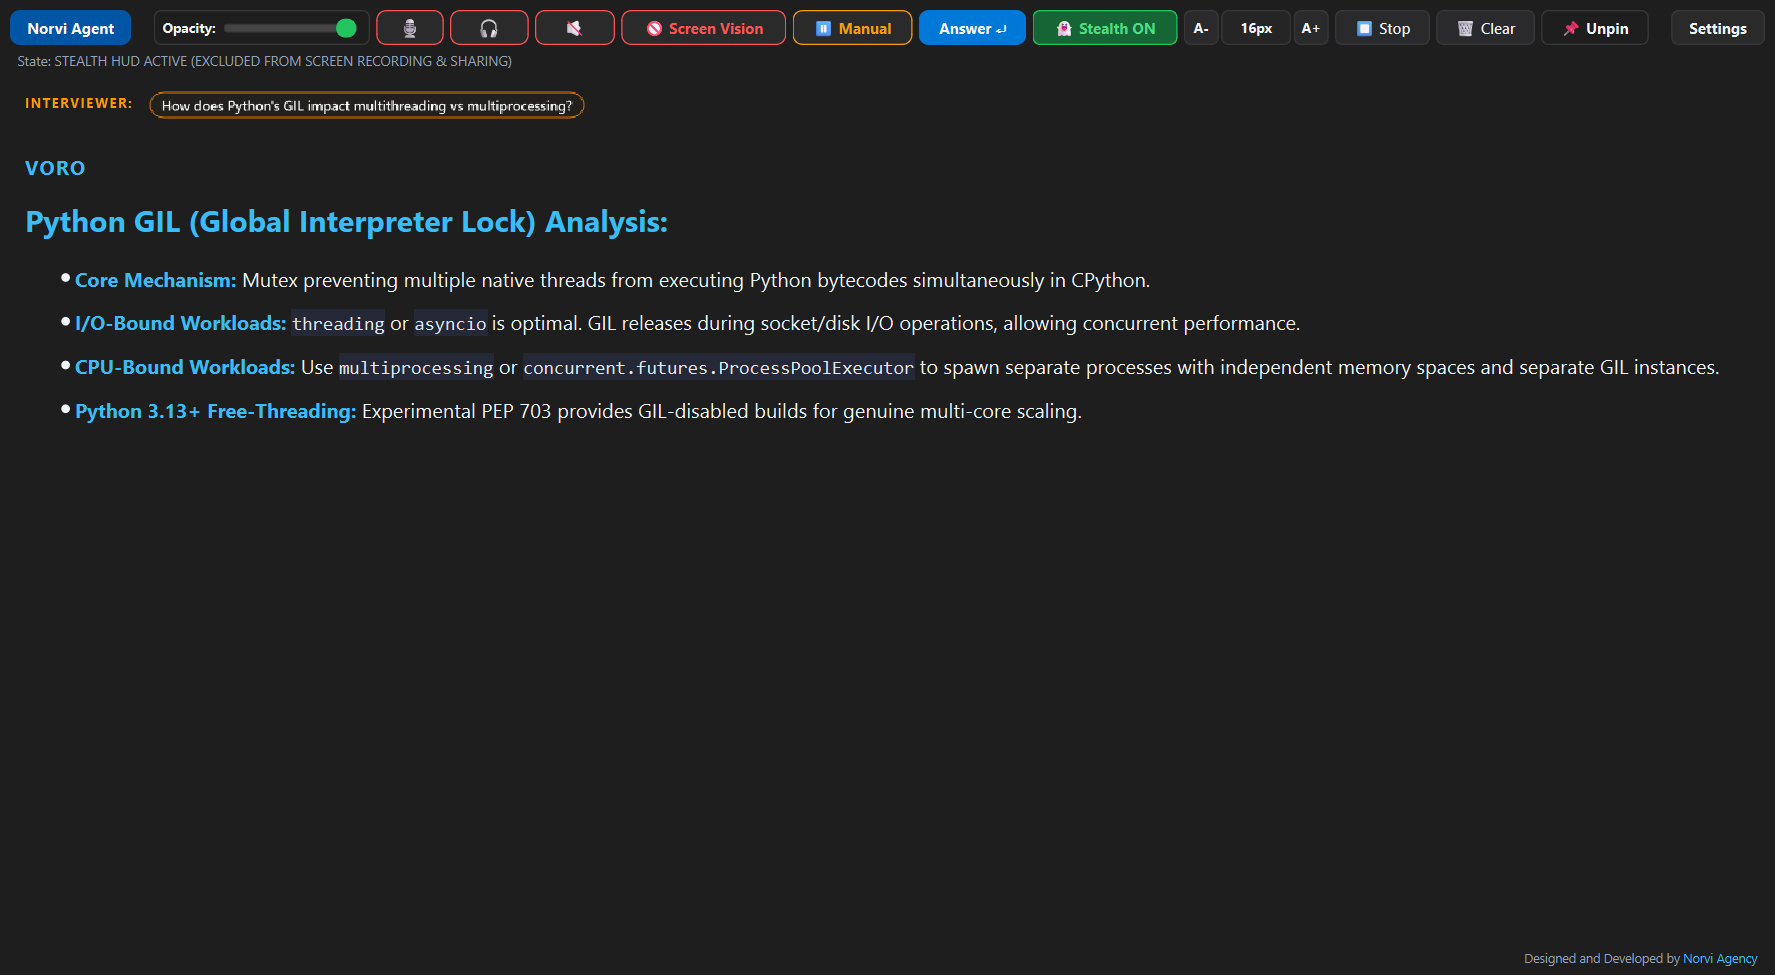 Norvi Agent Opacity: Screen Vision Manual Answer ↵ Stealth ON A- 16px A+ Stop Clear Unpin Settings
State: STEALTH HUD ACTIVE (EXCLUDED FROM SCREEN RECORDING & SHARING)
INTERVIEWER: How does Python's GIL impact multithreading vs multiprocessing?
VORO
Python GIL (Global Interpreter Lock) Analysis:
• Core Mechanism: Mutex preventing multiple native threads from executing Python bytecodes simultaneously in CPython.
• I/O-Bound Workloads: threading or asyncio is optimal. GIL releases during socket/disk I/O operations, allowing concurrent performance.
• CPU-Bound Workloads: Use multiprocessing or concurrent.futures.ProcessPoolExecutor to spawn separate processes with independent memory spaces and separate GIL instances.
• Python 3.13+ Free-Threading: Experimental PEP 703 provides GIL-disabled builds for genuine multi-core scaling.
Designed and Developed by Norvi Agency